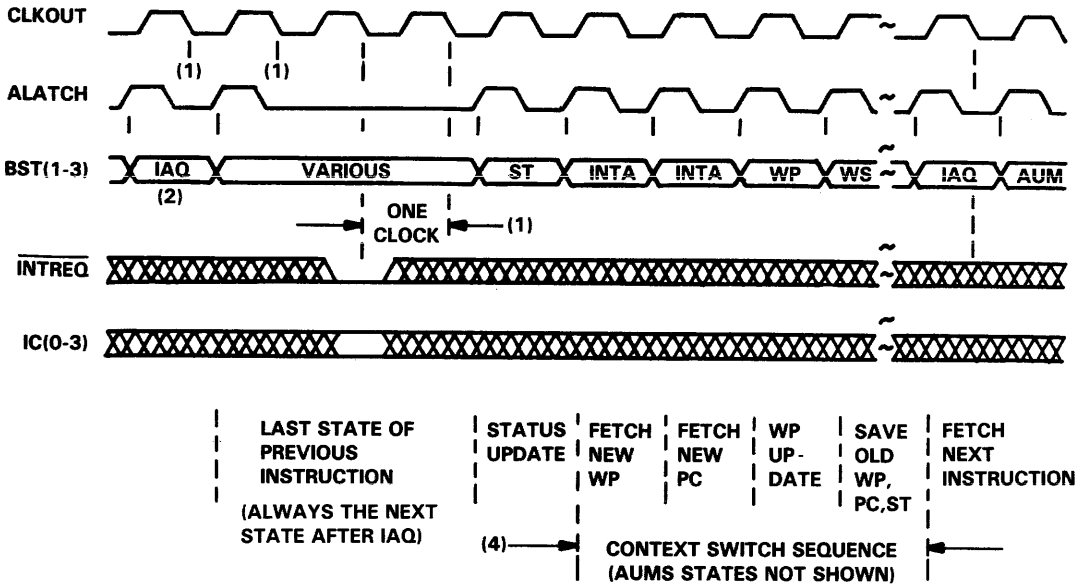 CLKOUT
(1) (1)
ALATCH
BST(1-3) IAQ VARIOUS ST INTA INTA WP WS IAQ AUM
(2)
ONE
CLOCK (1)
INTREQ
IC(0-3)
LAST STATE OF
PREVIOUS
INSTRUCTION
(ALWAYS THE NEXT
STATE AFTER IAQ)
STATUS
UPDATE
FETCH
NEW
WP
FETCH
NEW
PC
WP
UP-
DATE
SAVE
OLD
WP,
PC,ST
FETCH
NEXT
INSTRUCTION
(4)
CONTEXT SWITCH SEQUENCE
(AUMS STATES NOT SHOWN)